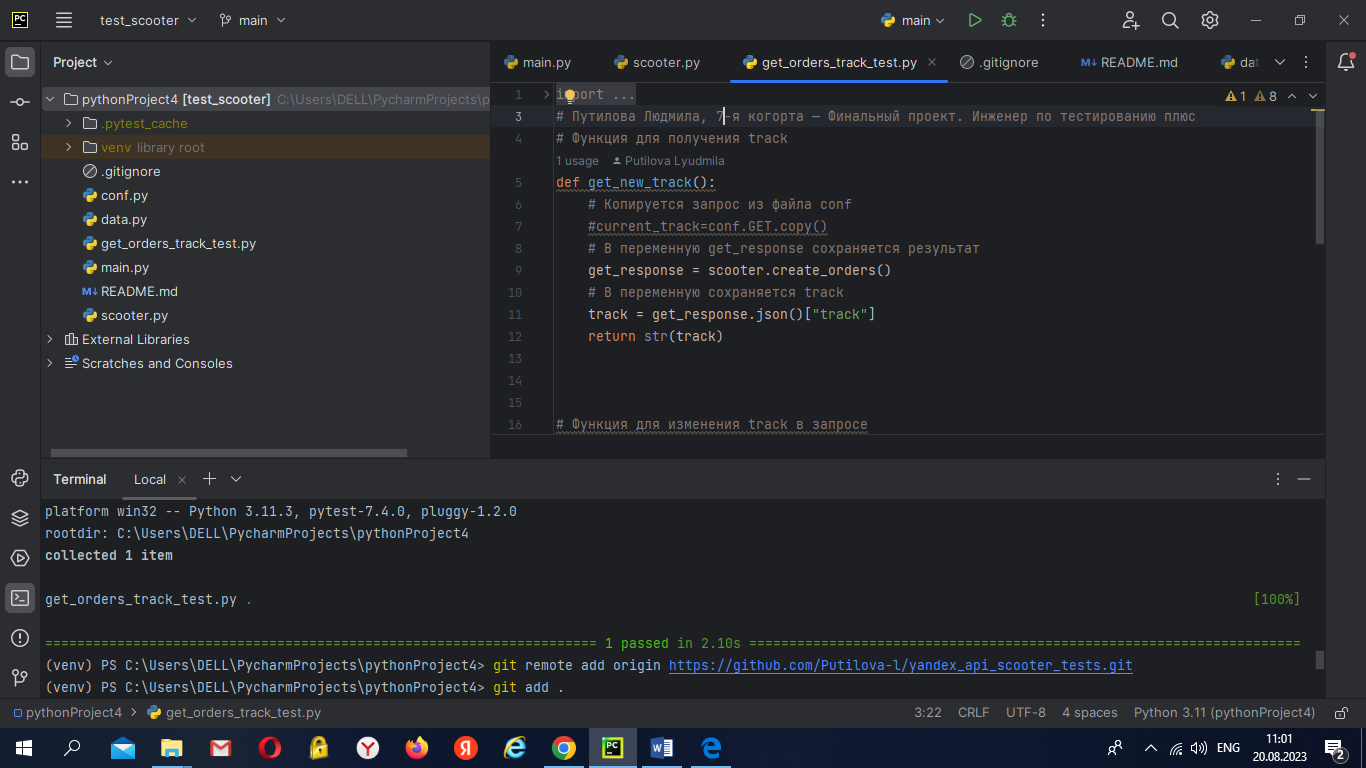 PC test_scooter main main
Project
pythonProject4 [test_scooter] C:\Users\DELL\PycharmProjects\p
.pytest_cache
venv library root
.gitignore
conf.py
data.py
get_orders_track_test.py
main.py
M↓ README.md
scooter.py
External Libraries
Scratches and Consoles
main.py scooter.py get_orders_track_test.py .gitignore M↓ README.md dat
1 import ... 1 8
3 # Путилова Людмила, 7-я когорта — Финальный проект. Инженер по тестированию плюс
4 # Функция для получения track
1 usage Putilova Lyudmila
5 def get_new_track():
6 # Копируется запрос из файла conf
7 #current_track=conf.GET.copy()
8 # В переменную get_response сохраняется результат
9 get_response = scooter.create_orders()
10 # В переменную сохраняется track
11 track = get_response.json()["track"]
12 return str(track)
13
14
15
16 # Функция для изменения track в запросе
Terminal Local
platform win32 -- Python 3.11.3, pytest-7.4.0, pluggy-1.2.0
rootdir: C:\Users\DELL\PycharmProjects\pythonProject4
collected 1 item
get_orders_track_test.py . [100%]
===================================================================== 1 passed in 2.10s =====================================================================
(venv) PS C:\Users\DELL\PycharmProjects\pythonProject4> git remote add origin https://github.com/Putilova-l/yandex_api_scooter_tests.git
(venv) PS C:\Users\DELL\PycharmProjects\pythonProject4> git add .
pythonProject4 > get_orders_track_test.py 3:22 CRLF UTF-8 4 spaces Python 3.11 (pythonProject4)
ENG 11:01
20.08.2023 2